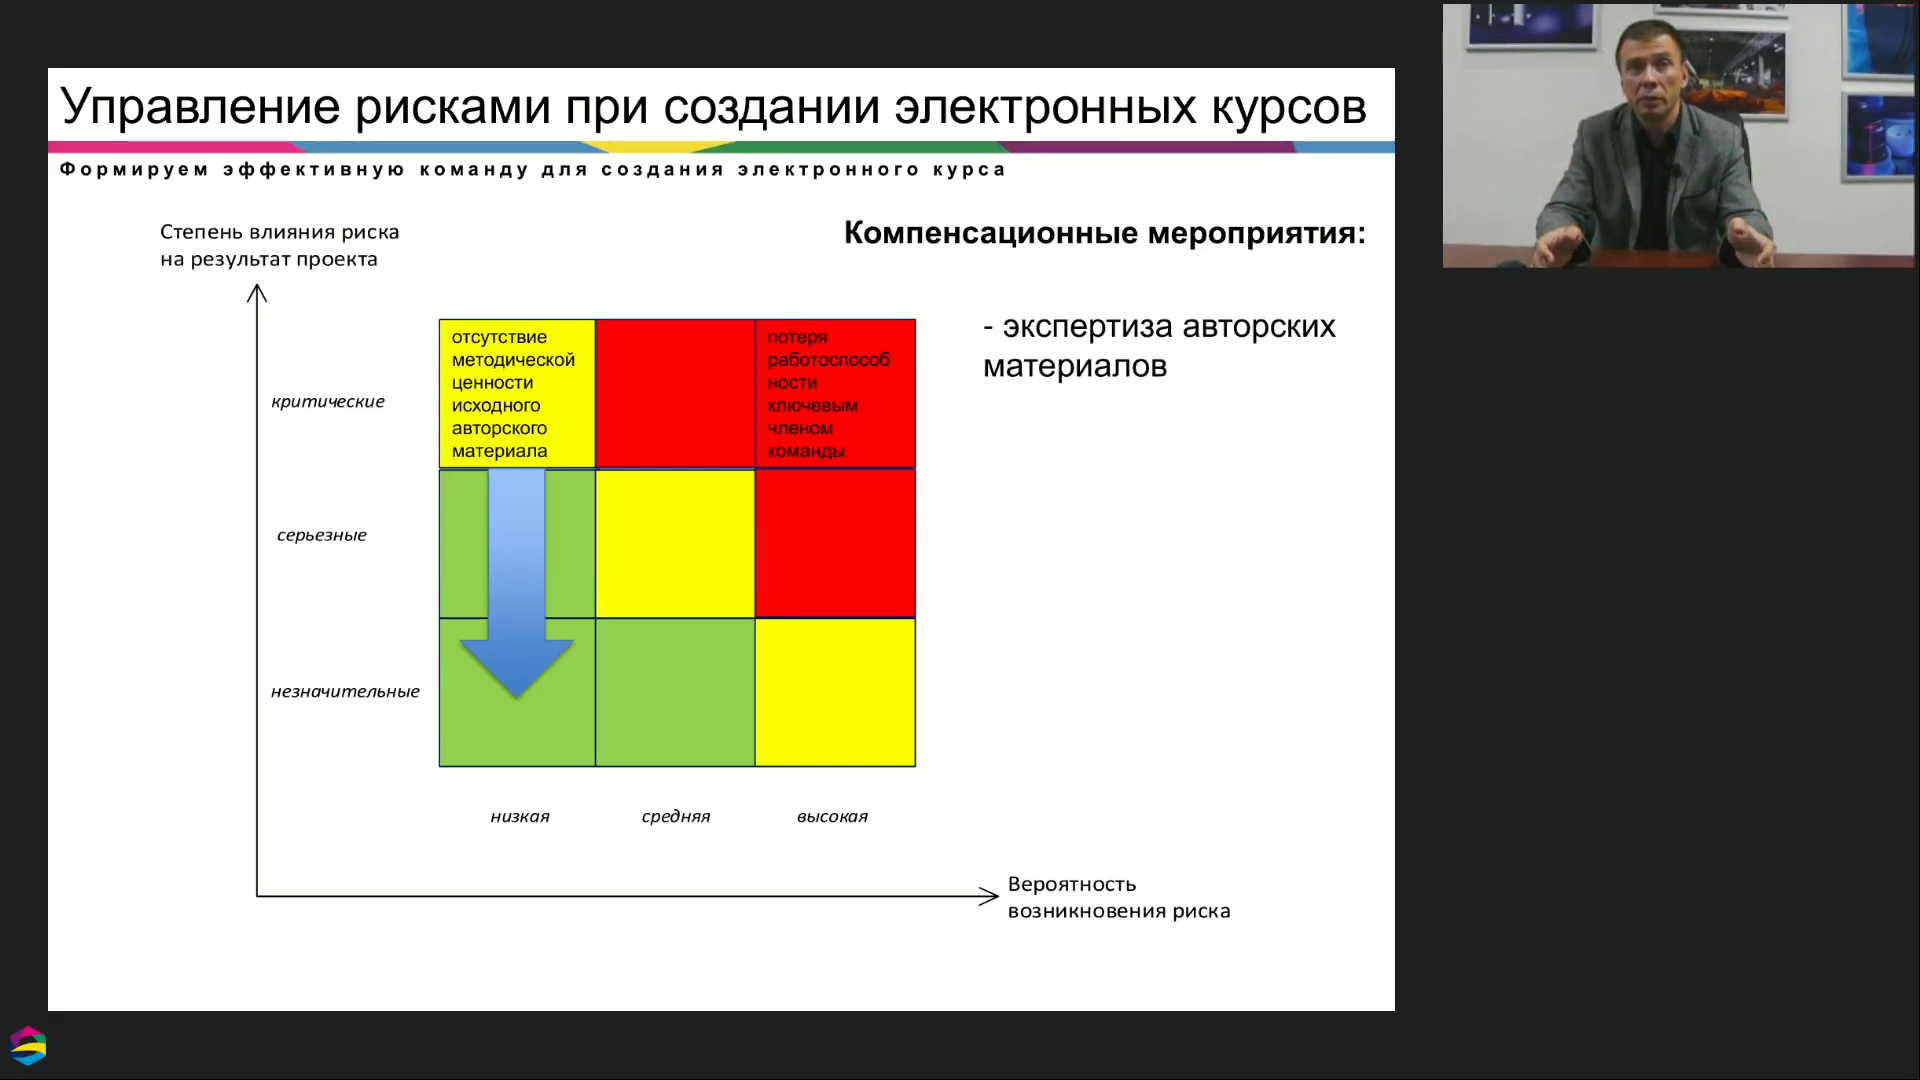 Управление рисками при создании электронных курсов
Формируем эффективную команду для создания электронного курса
Степень влияния риска
на результат проекта
Компенсационные мероприятия:
- экспертиза авторских
материалов
отсутствие
методической
ценности
исходного
авторского
материала
потеря
работоспособ
ности
ключевым
членом
команды
критические
серьезные
незначительные
низкая
средняя
высокая
Вероятность
возникновения риска